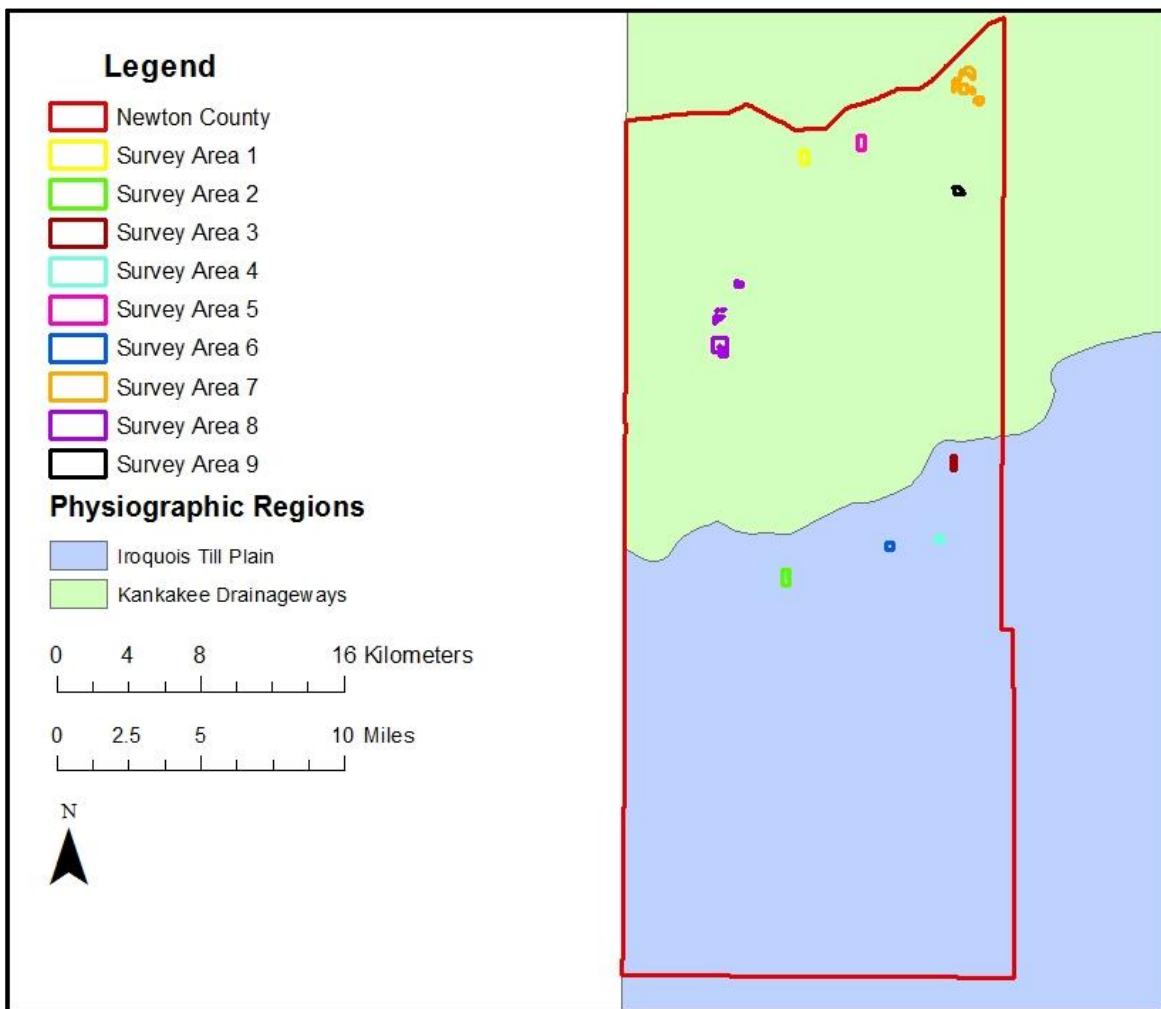 Legend
Newton County
Survey Area 1
Survey Area 2
Survey Area 3
Survey Area 4
Survey Area 5
Survey Area 6
Survey Area 7
Survey Area 8
Survey Area 9
Physiographic Regions
Iroquois Till Plain
Kankakee Drainageways
0 4 8 16 Kilometers
0 2.5 5 10 Miles
N